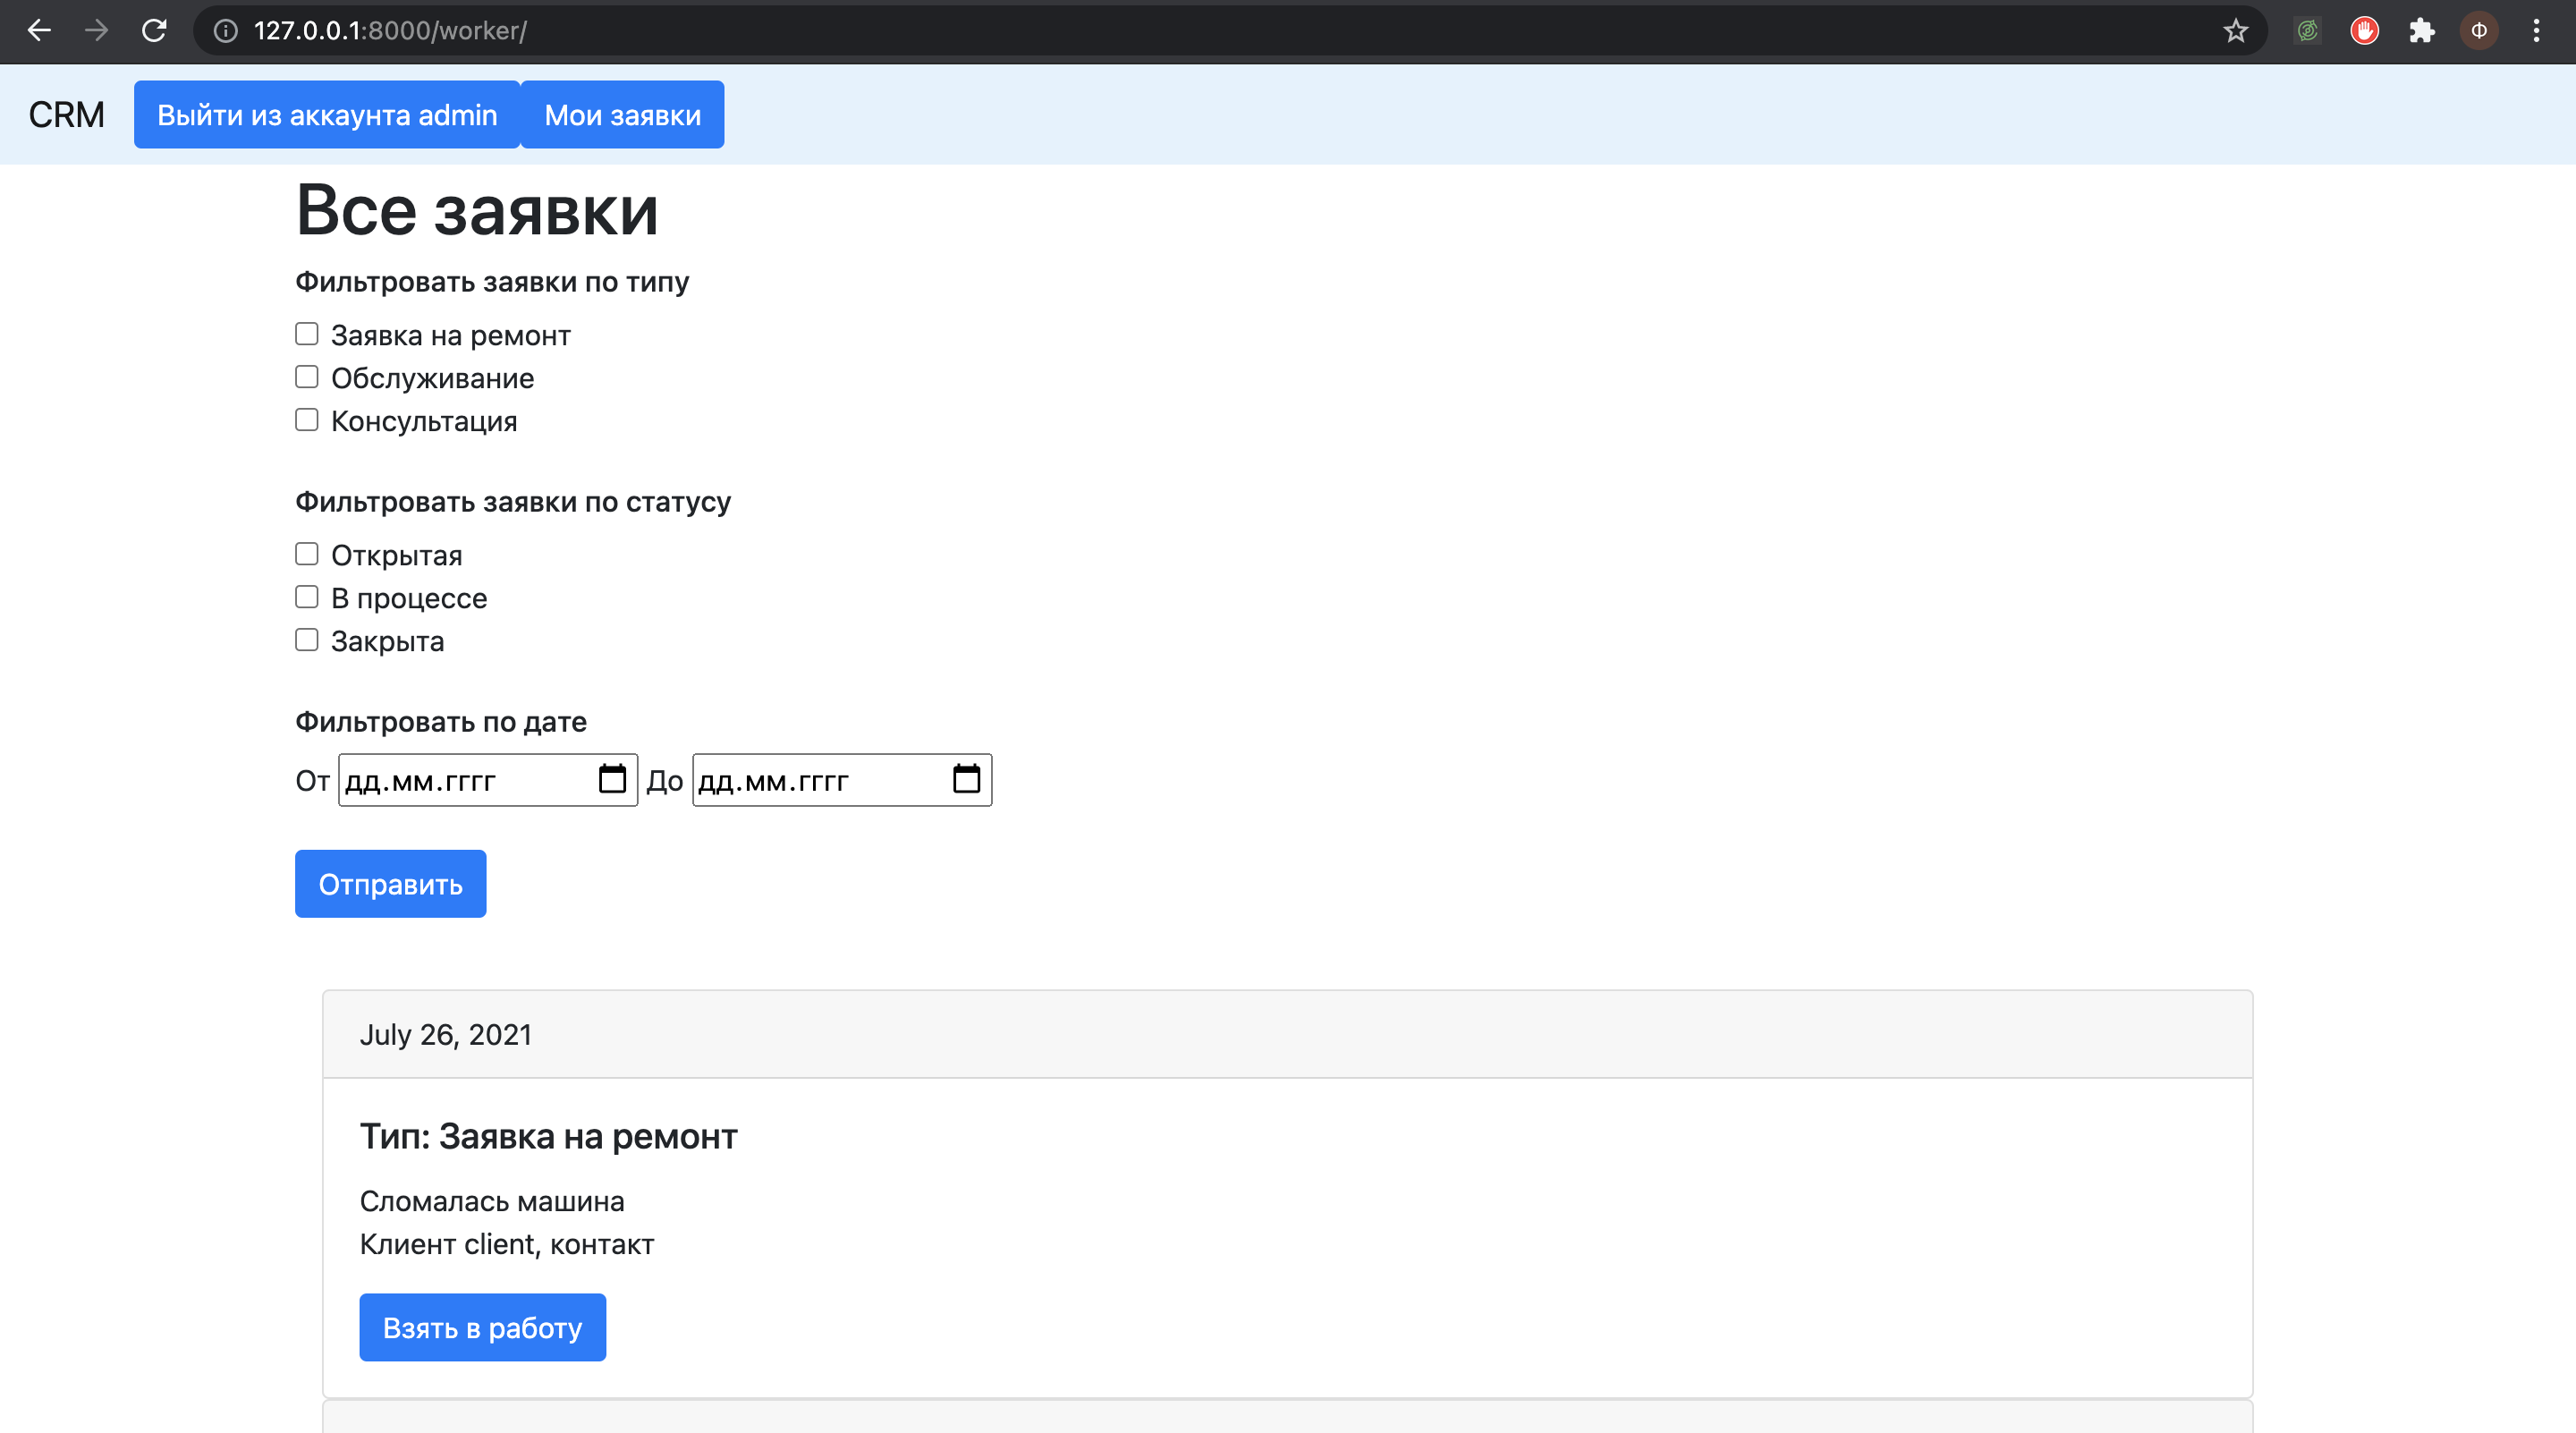 127.0.0.1:8000/worker/
Ф
CRM
Выйти из аккаунта admin
Мои заявки
Все заявки
Фильтровать заявки по типу
Заявка на ремонт
Обслуживание
Консультация
Фильтровать заявки по статусу
Открытая
В процессе
Закрыта
Фильтровать по дате
От дд.мм.гггг До дд.мм.гггг
Отправить
July 26, 2021
Тип: Заявка на ремонт
Сломалась машина
Клиент client, контакт
Взять в работу